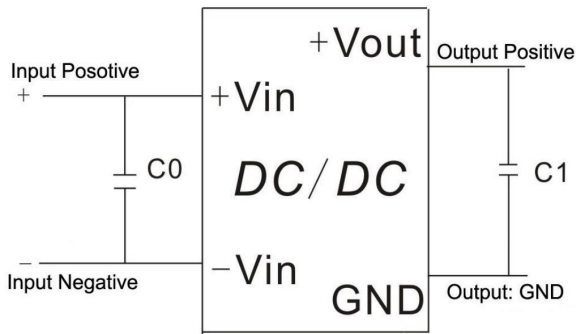 +Vout
Output Positive
Input Posotive
+
+Vin
C0
DC/DC
C1
−
−Vin
Input Negative
GND
Output: GND